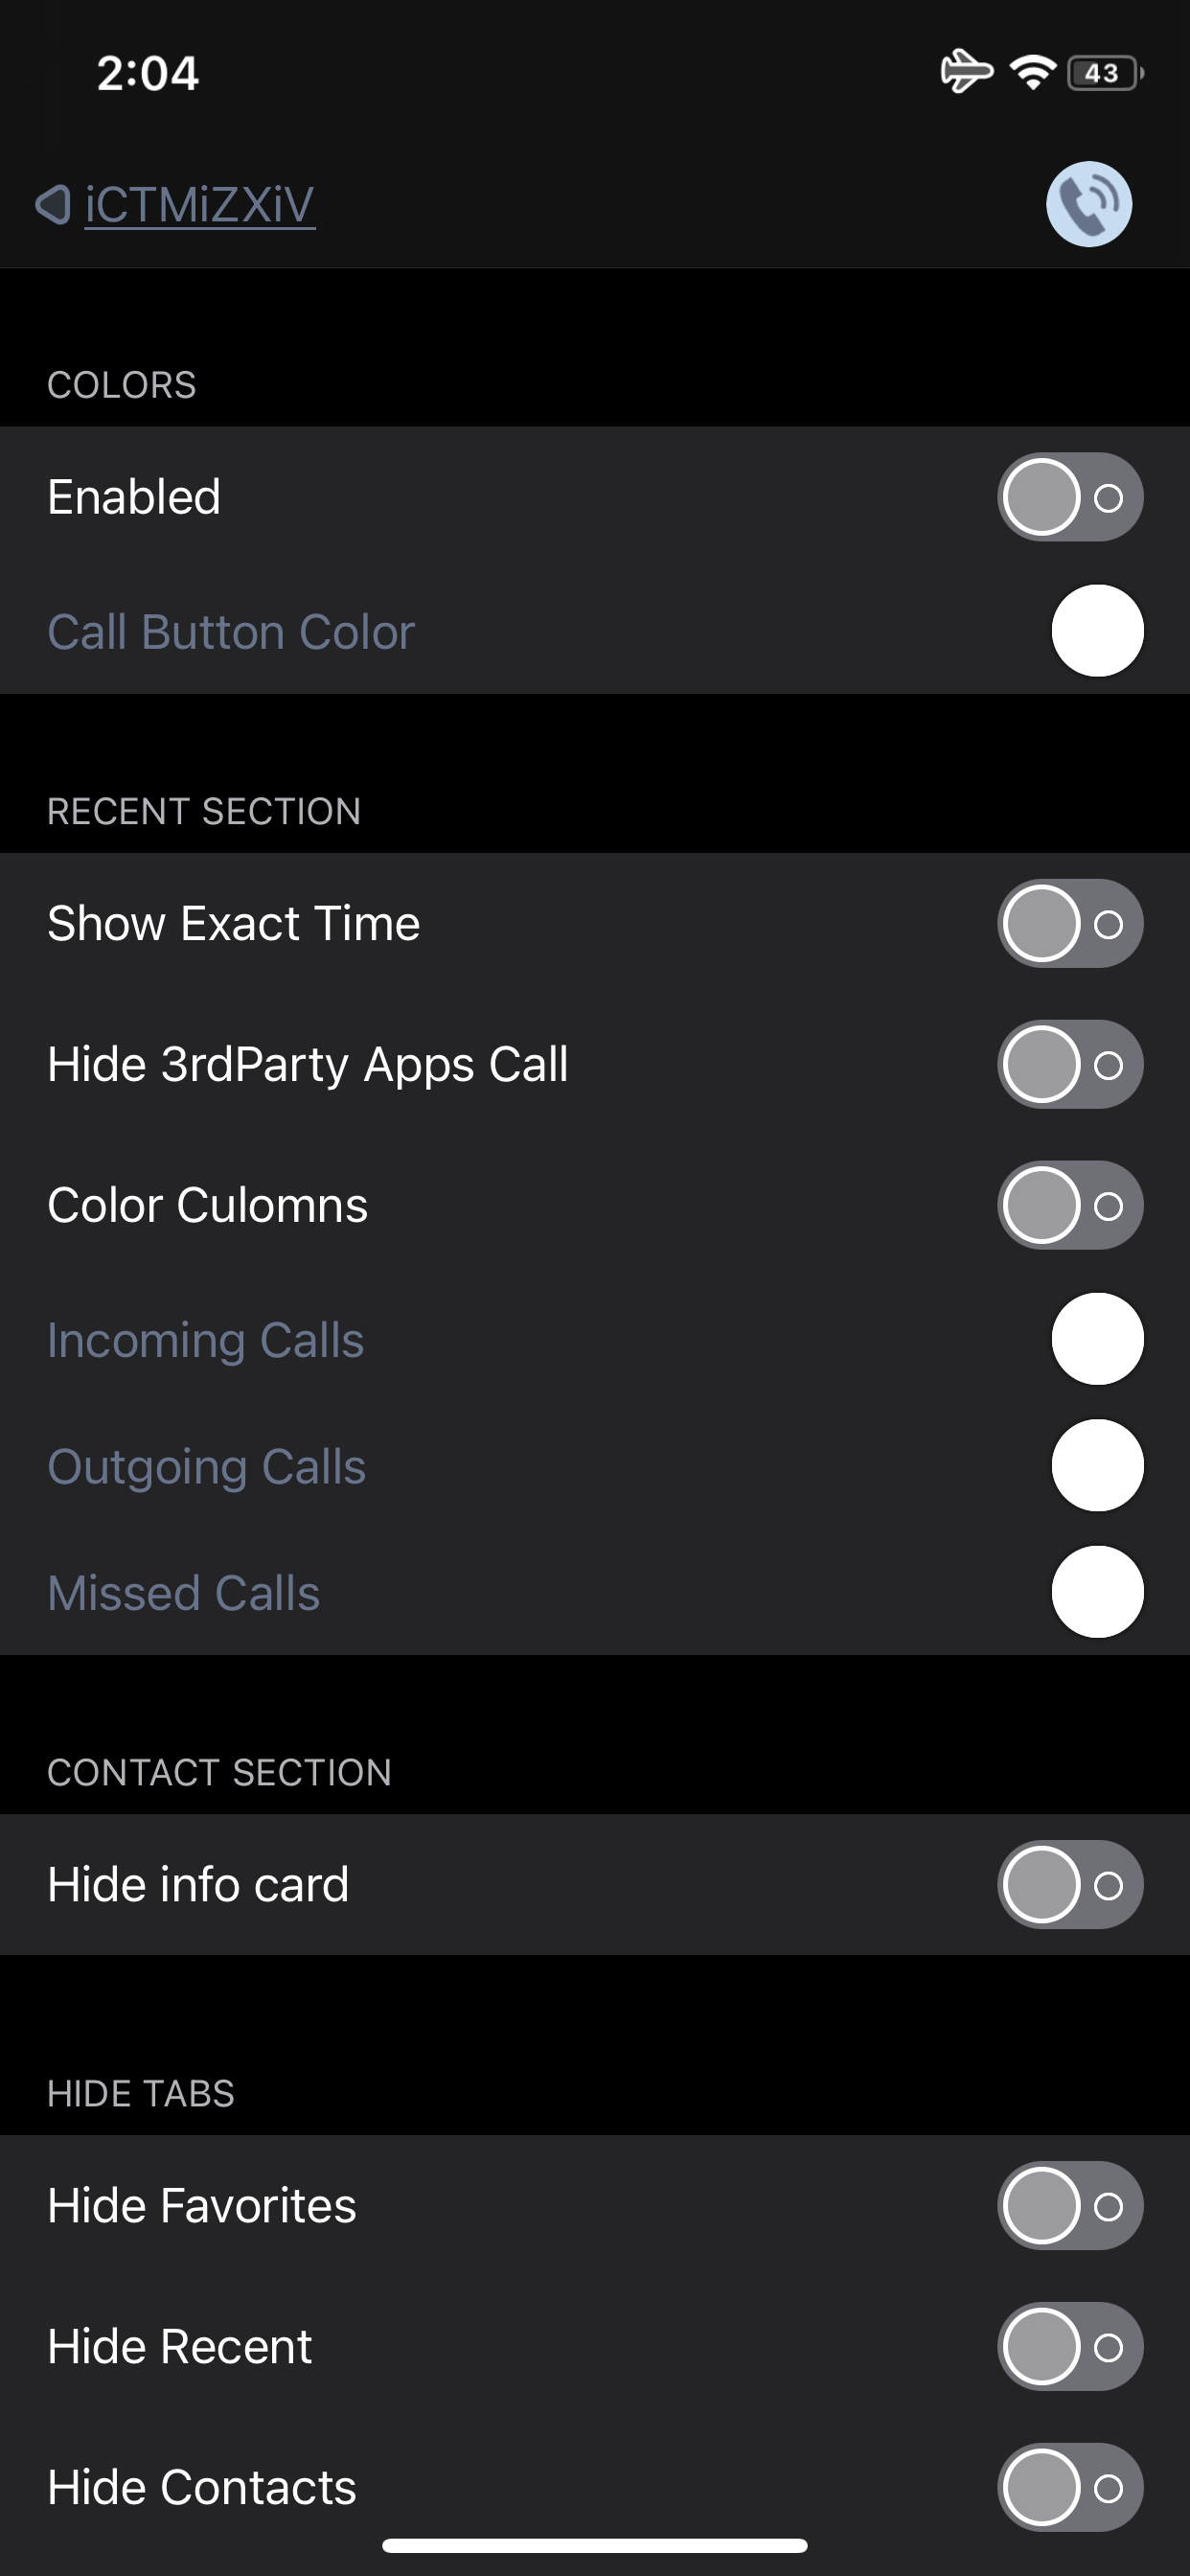 2:04
43
iCTMiZXiV
COLORS
Enabled
Call Button Color
RECENT SECTION
Show Exact Time
Hide 3rdParty Apps Call
Color Culomns
Incoming Calls
Outgoing Calls
Missed Calls
CONTACT SECTION
Hide info card
HIDE TABS
Hide Favorites
Hide Recent
Hide Contacts